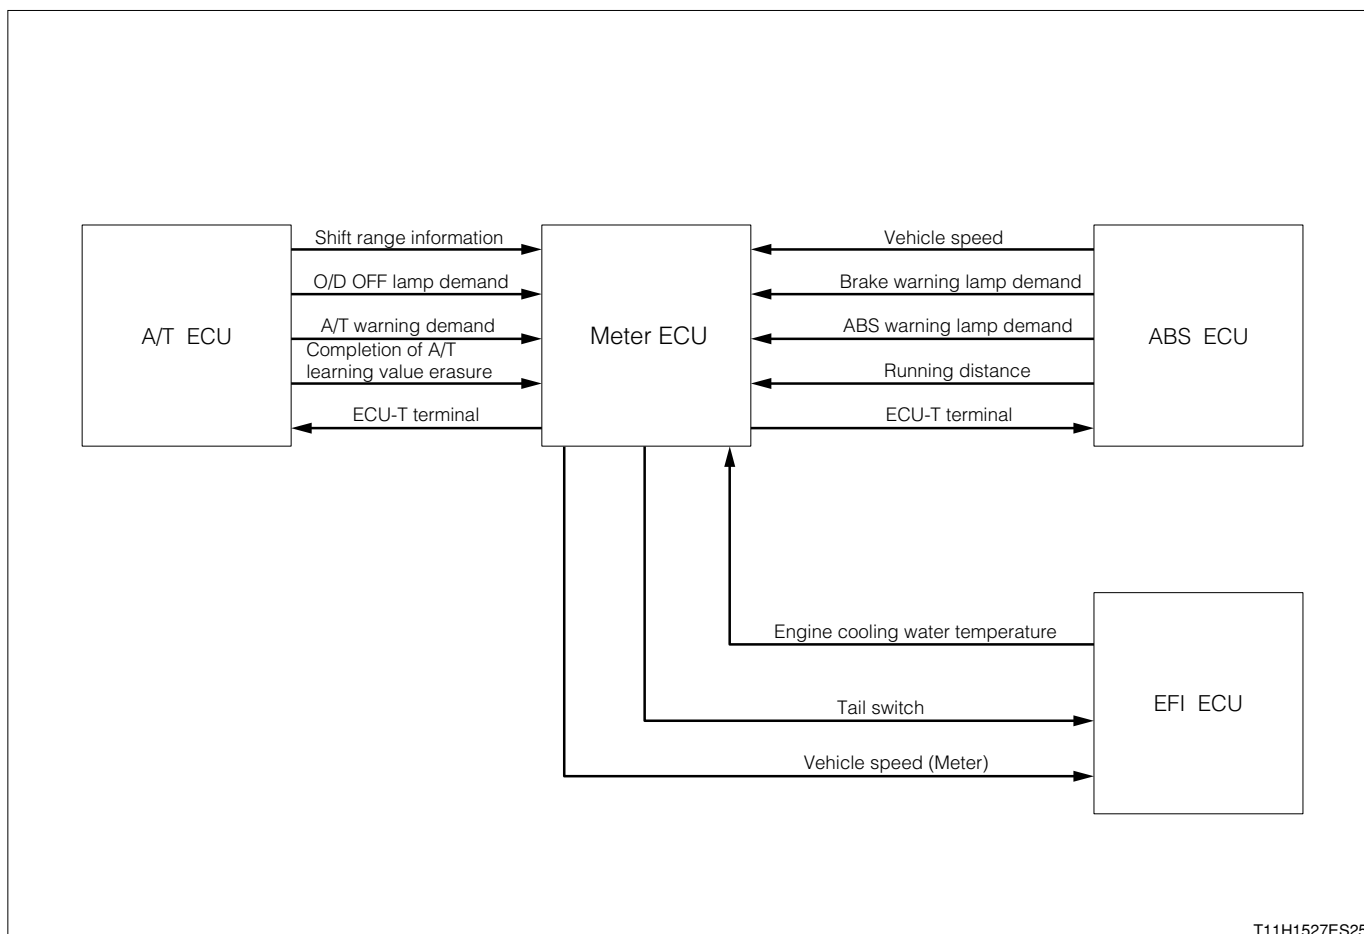 Shift range information
O/D OFF lamp demand
A/T warning demand
Completion of A/T
learning value erasure
ECU-T terminal
A/T ECU
Meter ECU
Vehicle speed
Brake warning lamp demand
ABS warning lamp demand
Running distance
ECU-T terminal
ABS ECU
Engine cooling water temperature
Tail switch
Vehicle speed (Meter)
EFI ECU
T11H1527ES25